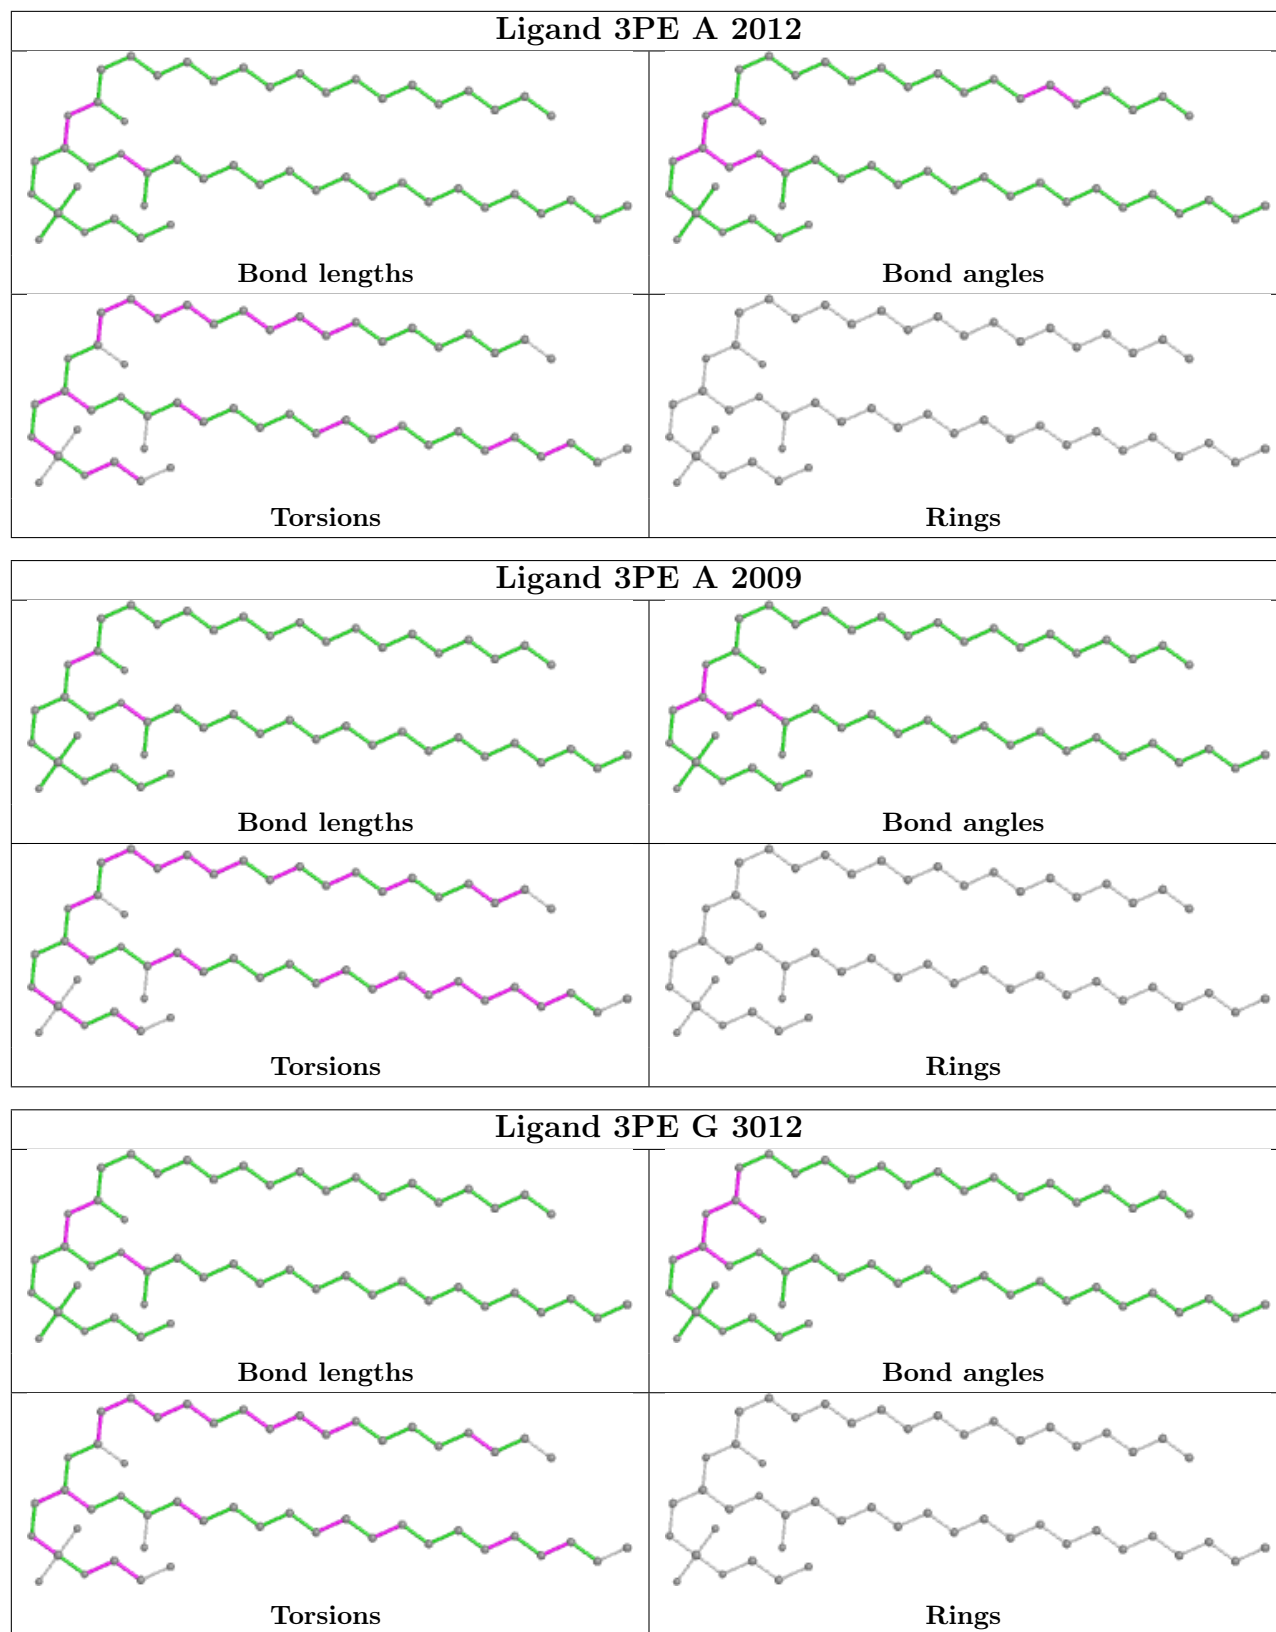 Ligand 3PE A 2012
Bond lengths
Bond angles
Torsions
Rings
Ligand 3PE A 2009
Bond lengths
Bond angles
Torsions
Rings
Ligand 3PE G 3012
Bond lengths
Bond angles
Torsions
Rings